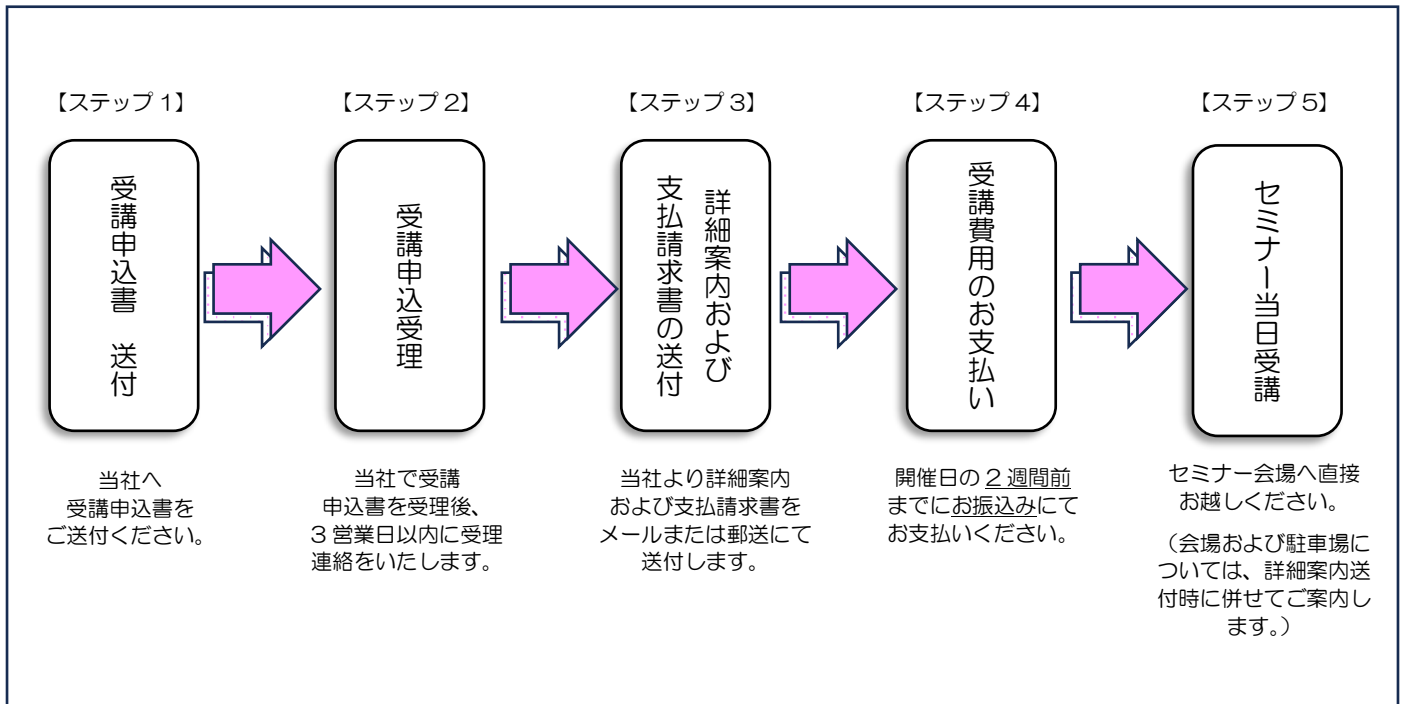 【ステップ1】
受講申込書　送付
当社へ
受講申込書を
ご送付ください。
【ステップ2】
受講申込受理
当社で受講
申込書を受理後、
3営業日以内に受理
連絡をいたします。
【ステップ3】
詳細案内および
支払請求書の送付
当社より詳細案内
および支払請求書を
メールまたは郵送にて
送付します。
【ステップ4】
受講費用のお支払い
開催日の2週間前
までにお振込みにて
お支払いください。
【ステップ5】
セミナー当日受講
セミナー会場へ直接
お越しください。
（会場および駐車場に
ついては、詳細案内送
付時に併せてご案内し
ます。）